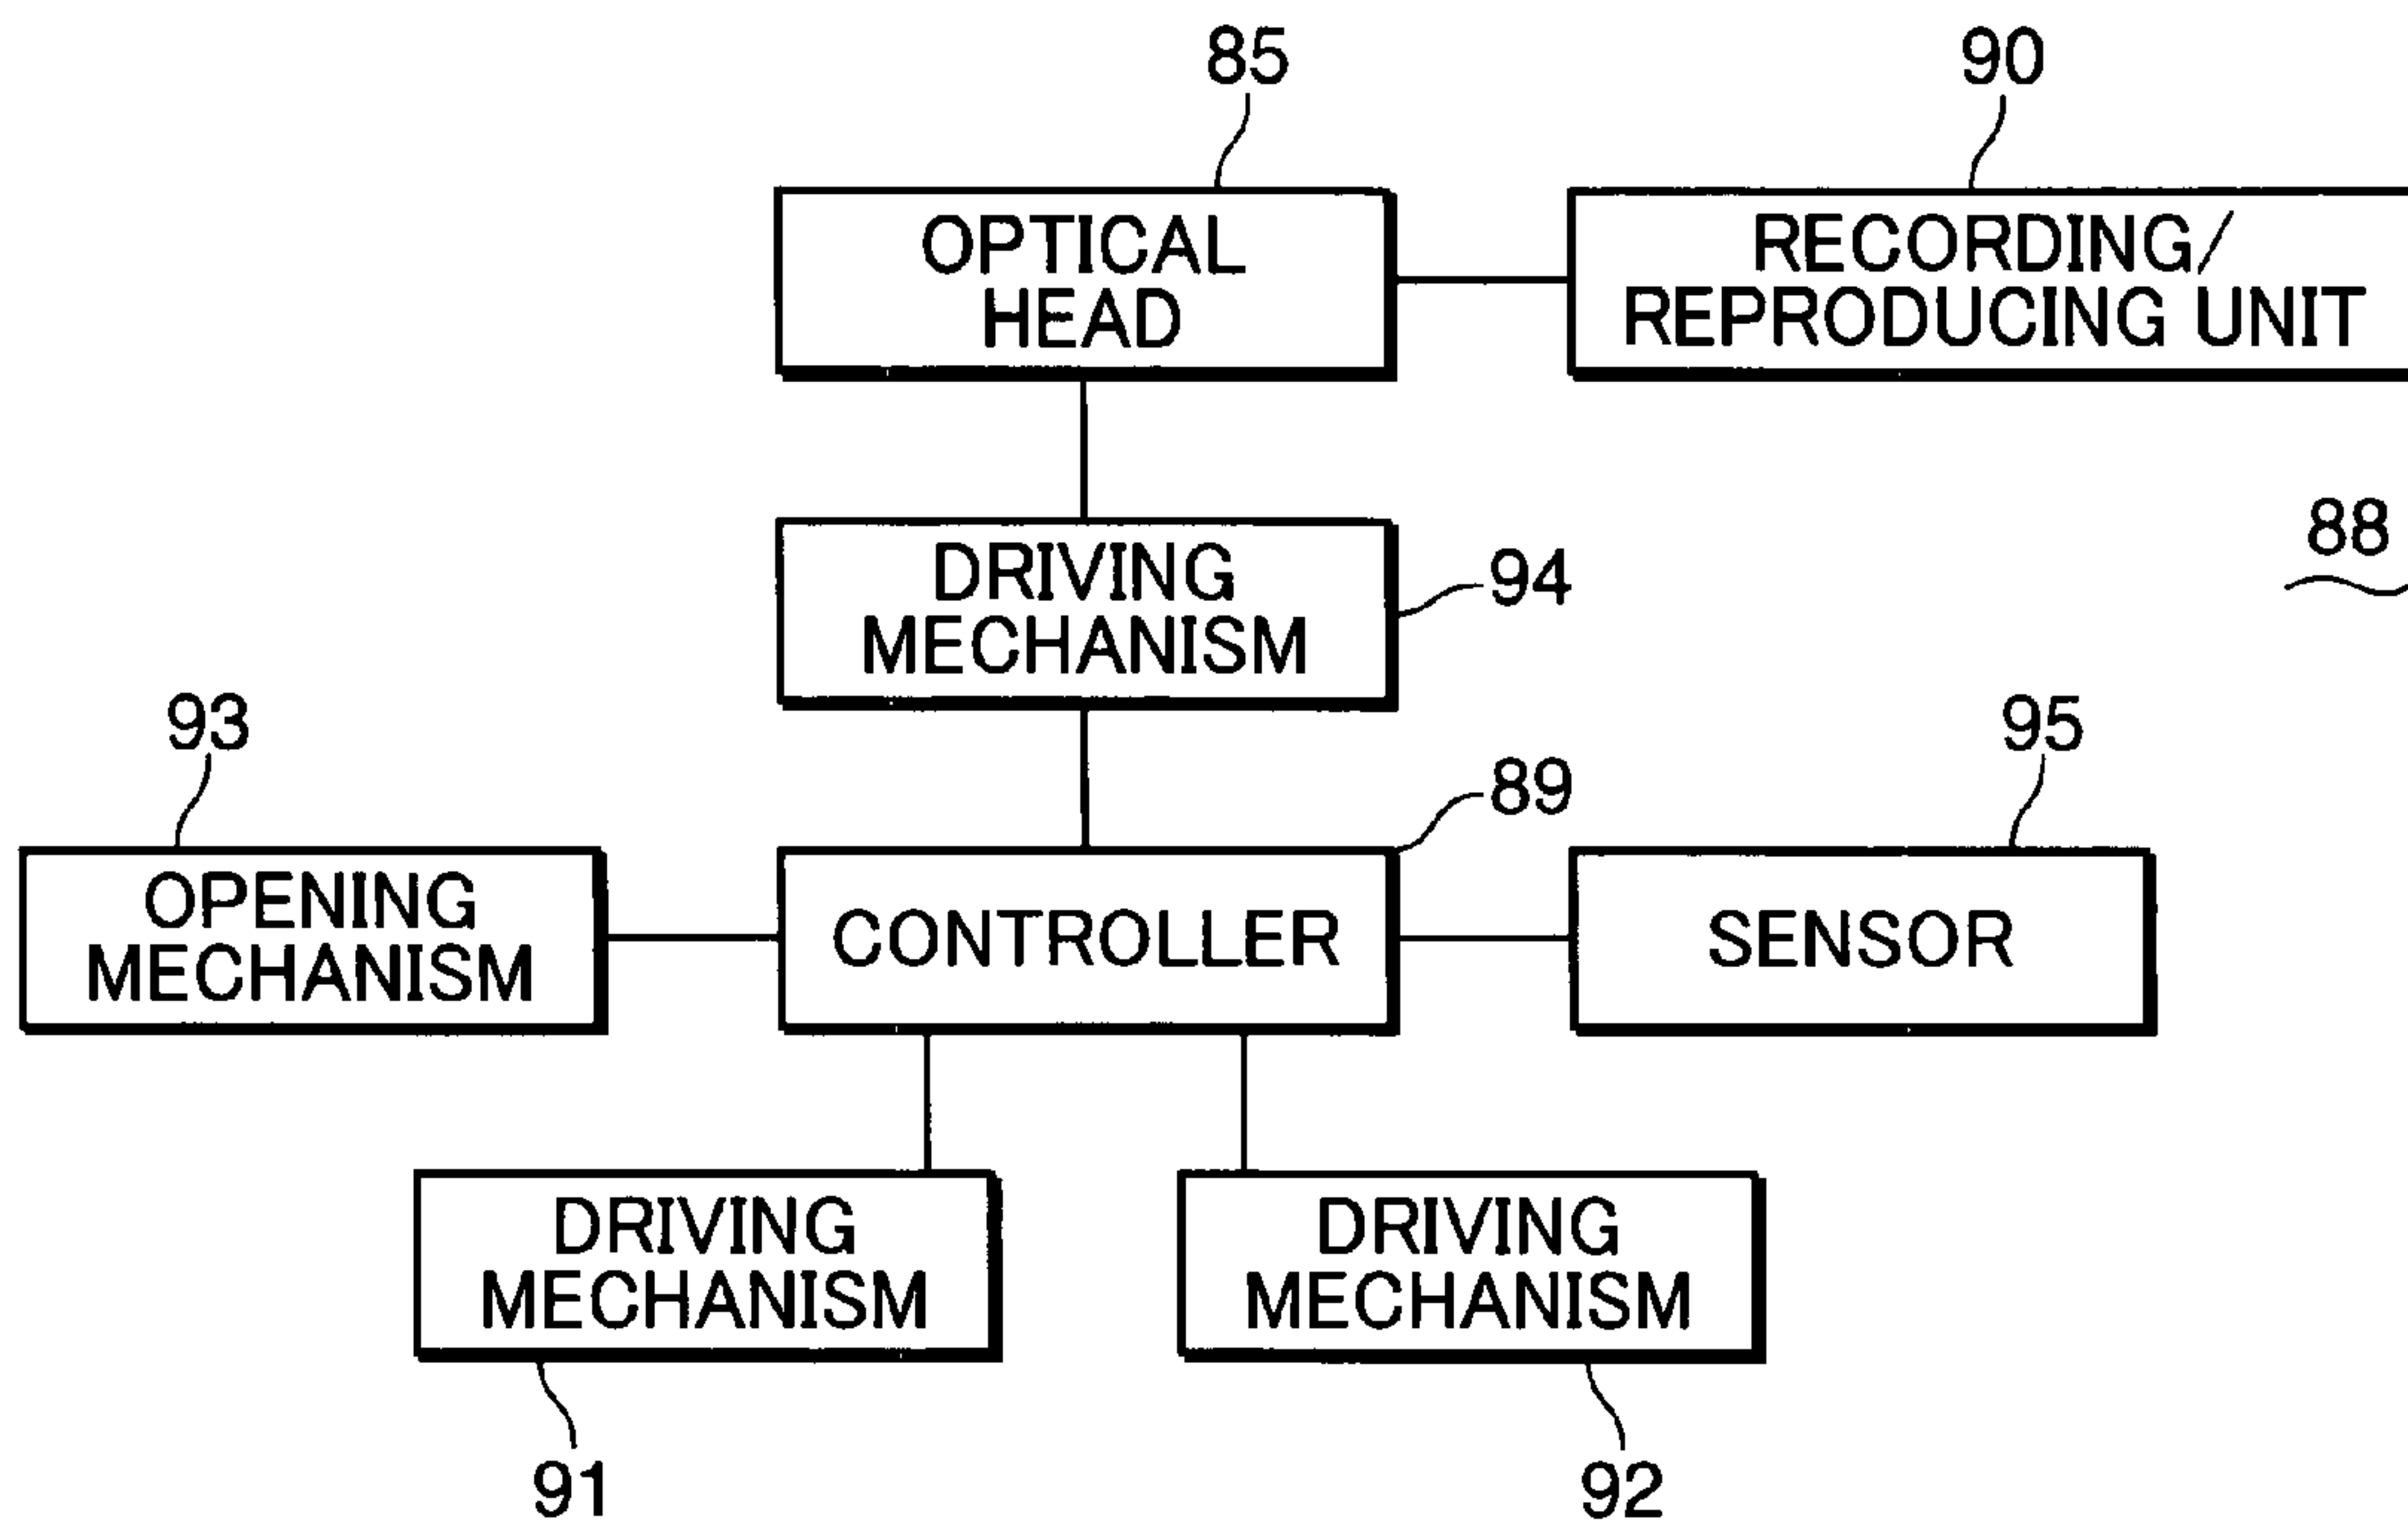 85
90
OPTICAL
HEAD
RECORDING/
REPRODUCING UNIT
88
DRIVING
MECHANISM
94
93
95
89
OPENING
MECHANISM
CONTROLLER
SENSOR
DRIVING
MECHANISM
DRIVING
MECHANISM
91
92